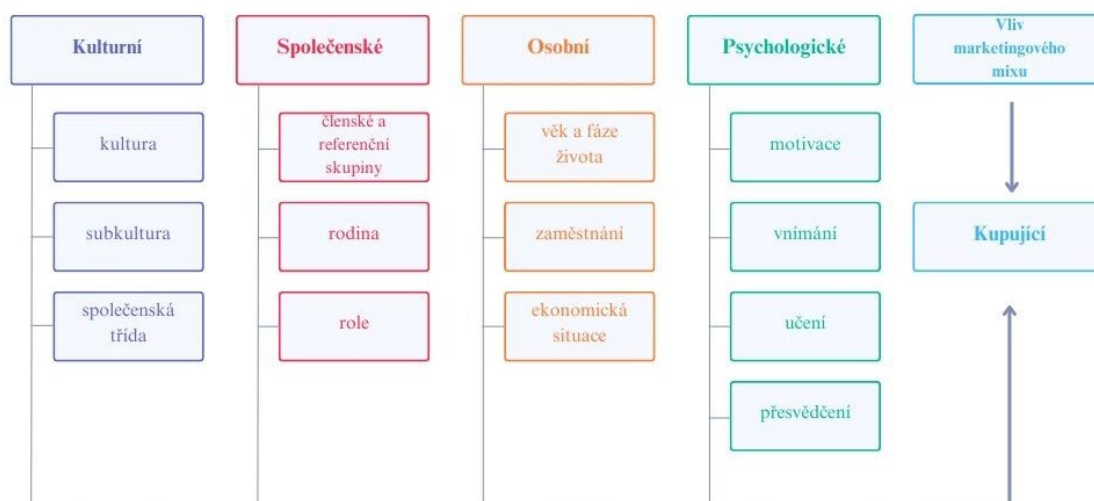 Kulturní
kultura
subkultura
společenská
třída
Společenské
členské a
referenční
skupiny
rodina
role
Osobní
věk a fáze
života
zaměstnání
ekonomická
situace
Psychologické
motivace
vnímání
učení
přesvědčení
Vliv
marketingového
mixu
Kupující